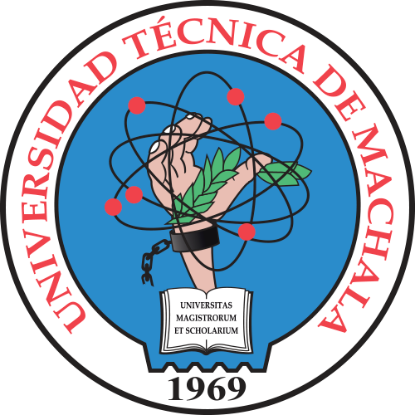 UNIVERSIDAD TÉCNICA DE MACHALA
UNIVERSITAS
MAGISTRORUM
ET SCHOLARIUM
1969